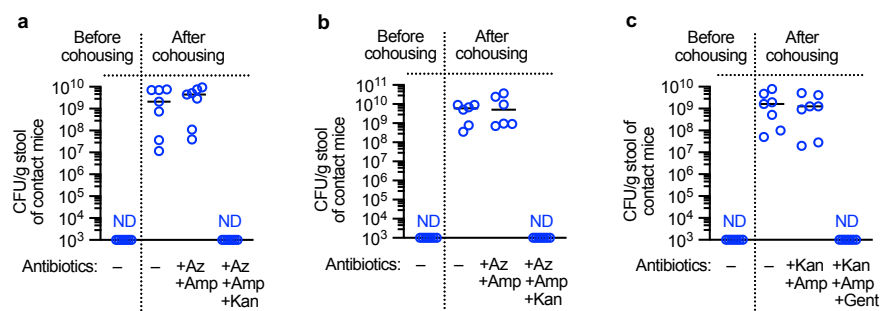 a
Before cohousing
After cohousing
CFU/g stool of contact mice
10^10
10^9
10^8
10^7
10^6
10^5
10^4
10^3
ND
ND
Antibiotics:
–
–
+Az +Amp
+Az +Amp +Kan
b
Before cohousing
After cohousing
CFU/g stool of contact mice
10^11
10^10
10^9
10^8
10^7
10^6
10^5
10^4
10^3
ND
ND
Antibiotics:
–
–
+Az +Amp
+Az +Amp +Kan
c
Before cohousing
After cohousing
CFU/g stool of contact mice
10^10
10^9
10^8
10^7
10^6
10^5
10^4
10^3
ND
ND
Antibiotics:
–
–
+Kan +Amp
+Kan +Amp +Gent